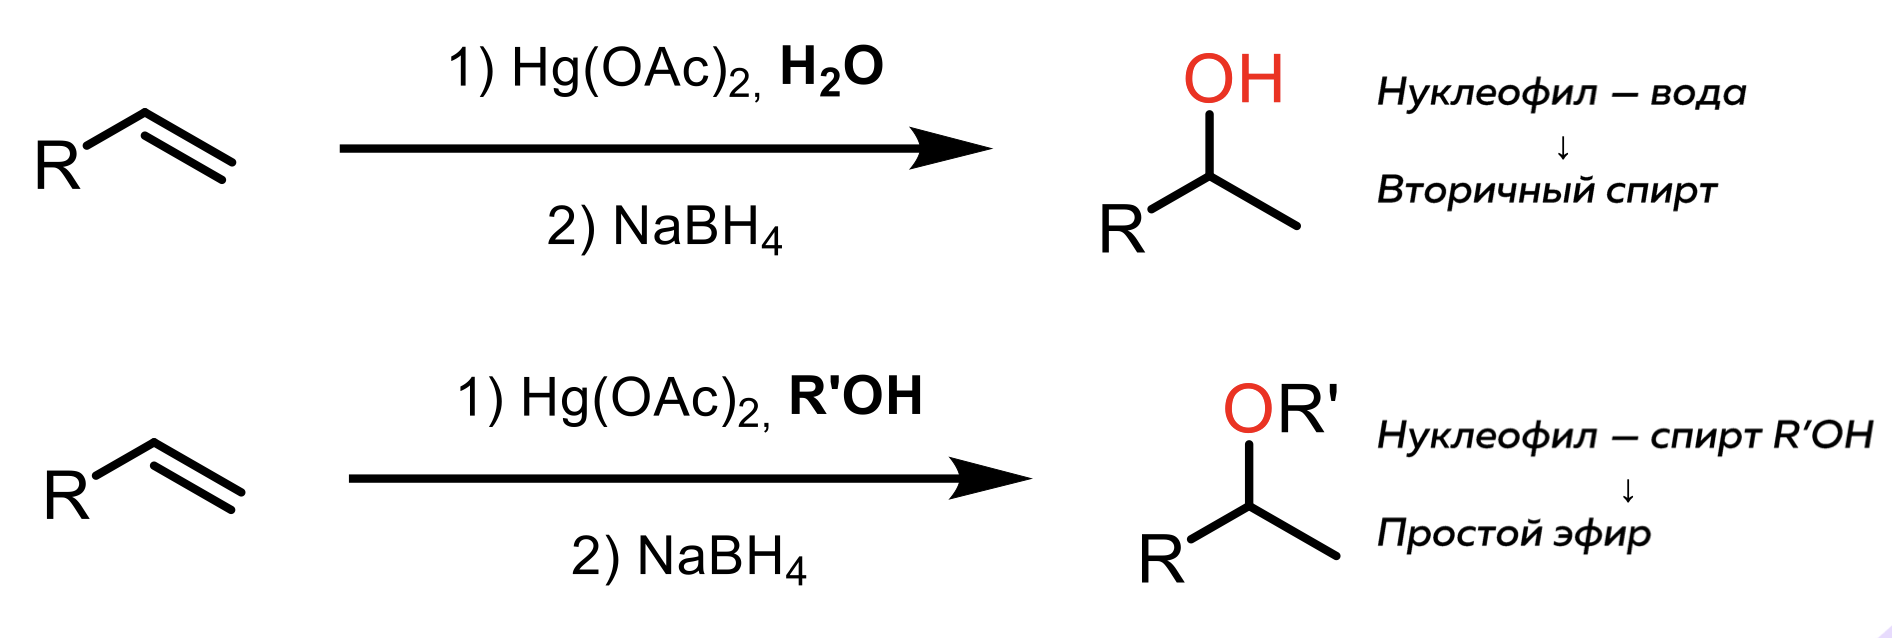 1) Hg(OAc)₂, H₂O
OH
R
2) NaBH₄
R
Нуклеофил — вода
↓
Вторичный спирт
1) Hg(OAc)₂, R'OH
OR'
R
2) NaBH₄
R
Нуклеофил — спирт R'OH
↓
Простой эфир